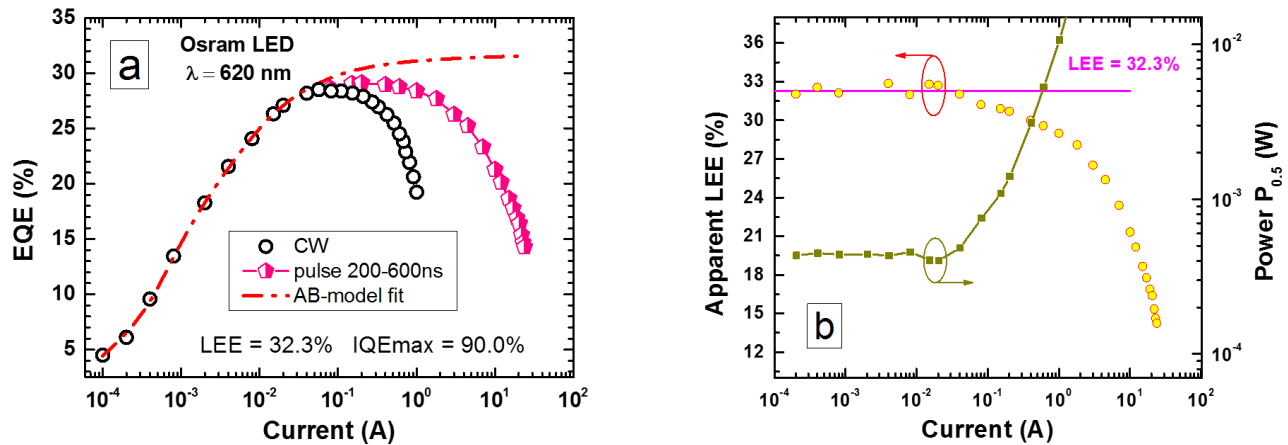 35
30
25
20
15
10
5
EQE (%)
a
Osram LED
λ = 620 nm
CW
pulse 200-600ns
AB-model fit
LEE = 32.3% IQEmax = 90.0%
10⁻⁴ 10⁻³ 10⁻² 10⁻¹ 10⁰ 10¹ 10²
Current (A)
36
33
30
27
24
21
18
15
12
Apparent LEE (%)
LEE = 32.3%
b
10⁻²
10⁻³
10⁻⁴
Power P₀.₅ (W)
10⁻⁴ 10⁻³ 10⁻² 10⁻¹ 10⁰ 10¹ 10²
Current (A)